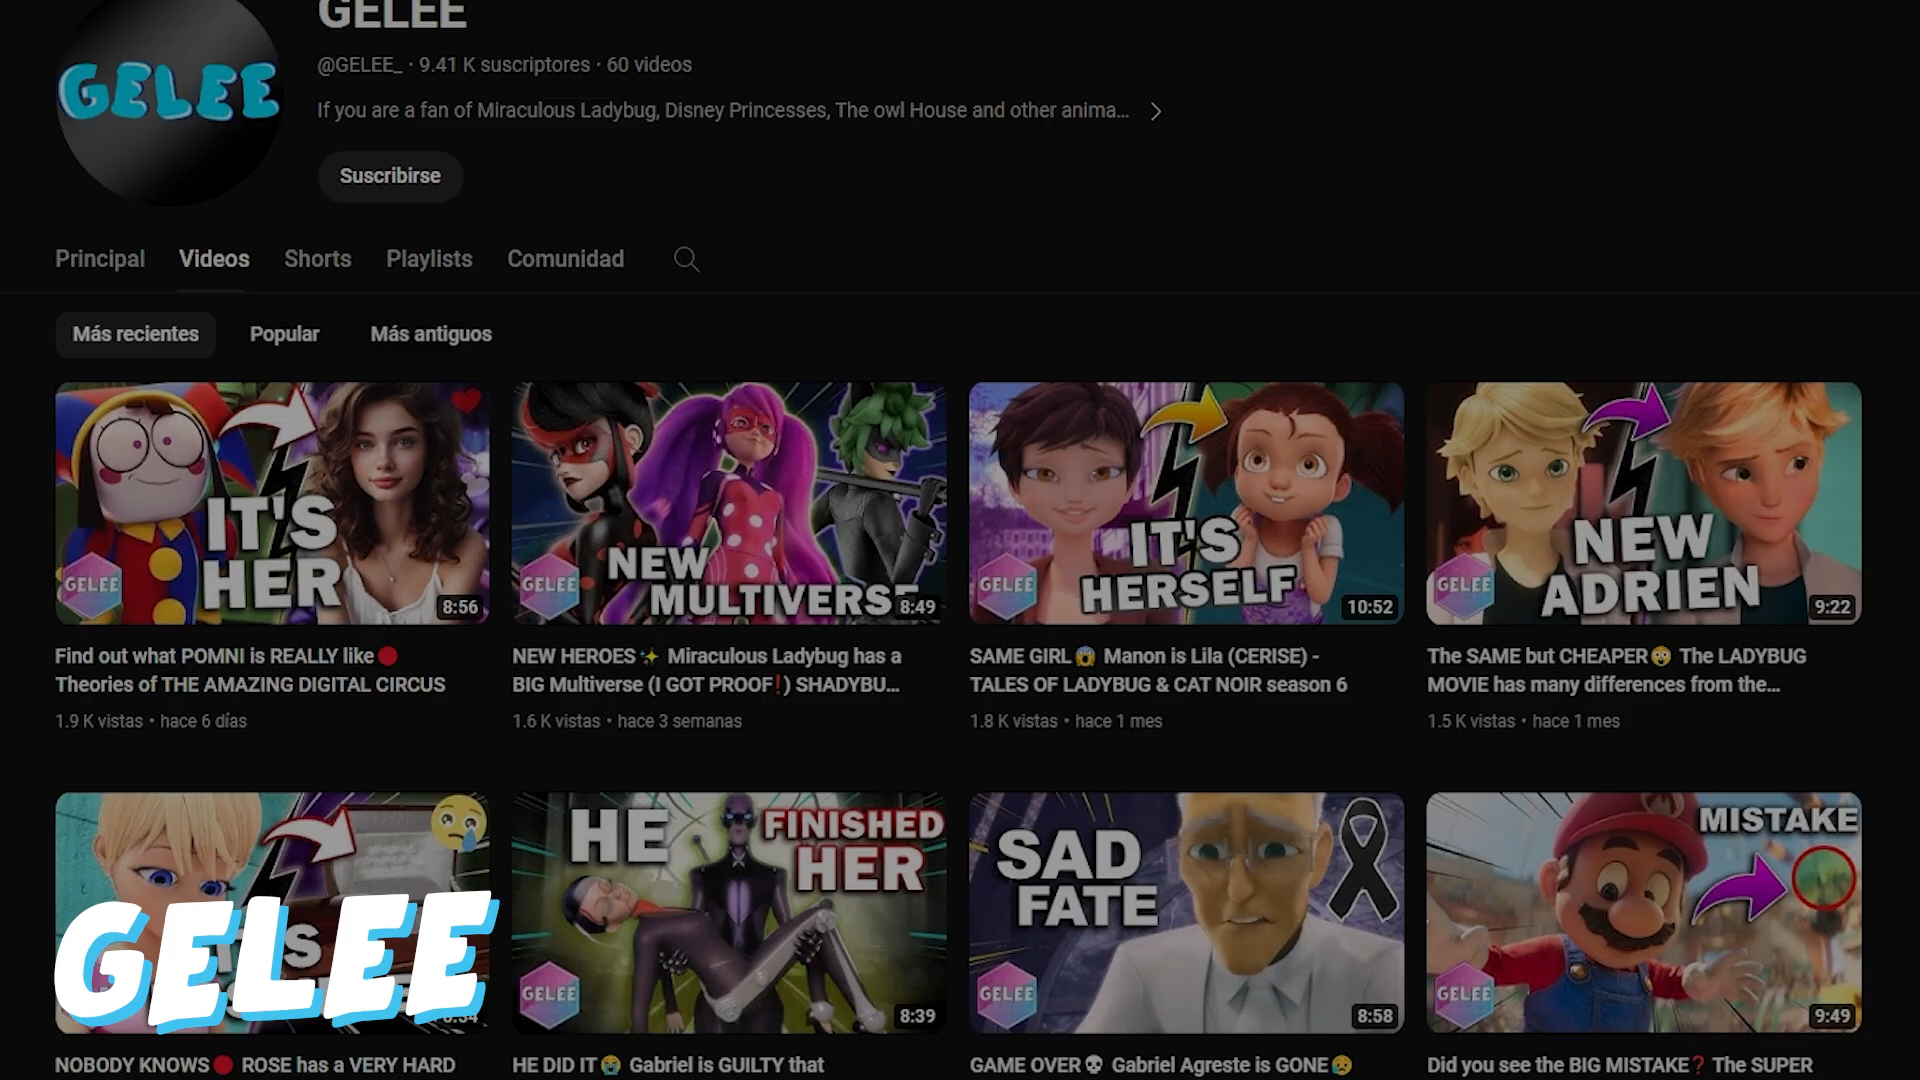 GELEE
GELEE
@GELEE_ · 9.41 K suscriptores · 60 videos
If you are a fan of Miraculous Ladybug, Disney Princesses, The owl House and other anima...
Suscribirse
Principal Videos Shorts Playlists Comunidad
Más recientes Popular Más antiguos
IT'S
HER
GELEE
8:56
NEW
MULTIVERSE
GELEE
8:49
IT'S
HERSELF
GELEE
10:52
NEW
ADRIEN
GELEE
9:22
Find out what POMNI is REALLY like🔴
Theories of THE AMAZING DIGITAL CIRCUS
1.9 K vistas • hace 6 días
NEW HEROES✨ Miraculous Ladybug has a
BIG Multiverse (I GOT PROOF❗) SHADYBU...
1.6 K vistas • hace 3 semanas
SAME GIRL😱 Manon is Lila (CERISE) -
TALES OF LADYBUG & CAT NOIR season 6
1.8 K vistas • hace 1 mes
The SAME but CHEAPER😲 The LADYBUG
MOVIE has many differences from the...
1.5 K vistas • hace 1 mes
GELEE
HE
FINISHED
HER
GELEE
8:39
SAD
FATE
GELEE
8:58
MISTAKE
GELEE
9:49
NOBODY KNOWS🔴 ROSE has a VERY HARD
HE DID IT😭 Gabriel is GUILTY that
GAME OVER💀 Gabriel Agreste is GONE😥
Did you see the BIG MISTAKE❓ The SUPER